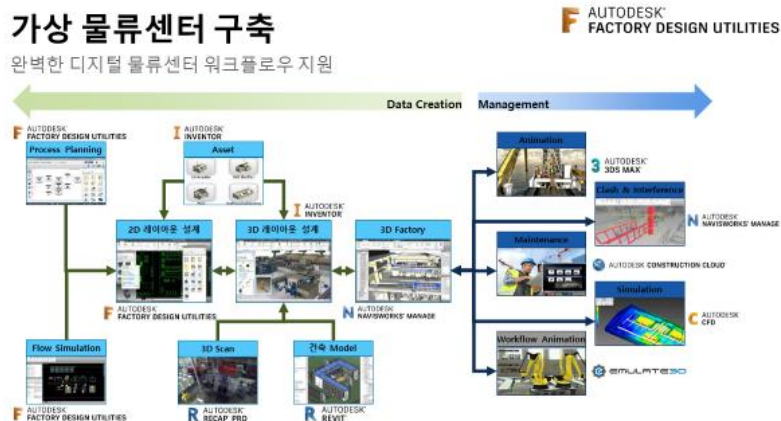 가상 물류센터 구축
AUTODESK
FACTORY DESIGN UTILITIES
완벽한 디지털 물류센터 워크플로우 지원
Data Creation
Management
AUTODESK
FACTORY DESIGN UTILITIES
Process Planning
AUTODESK
INVENTOR
Asset
Animation
AUTODESK
3DS MAX
Clash & Interference
AUTODESK
NAVISWORKS MANAGE
AUTODESK
INVENTOR
2D 레이아웃 설계
3D 레이아웃 설계
3D Factory
Maintenance
AUTODESK CONSTRUCTION CLOUD
AUTODESK
FACTORY DESIGN UTILITIES
AUTODESK
NAVISWORKS MANAGE
Simulation
AUTODESK
CFD
Flow Simulation
3D Scan
건축 Model
Workflow Animation
EMULATE3D
AUTODESK
FACTORY DESIGN UTILITIES
AUTODESK
RECAP PRO
AUTODESK
REVIT